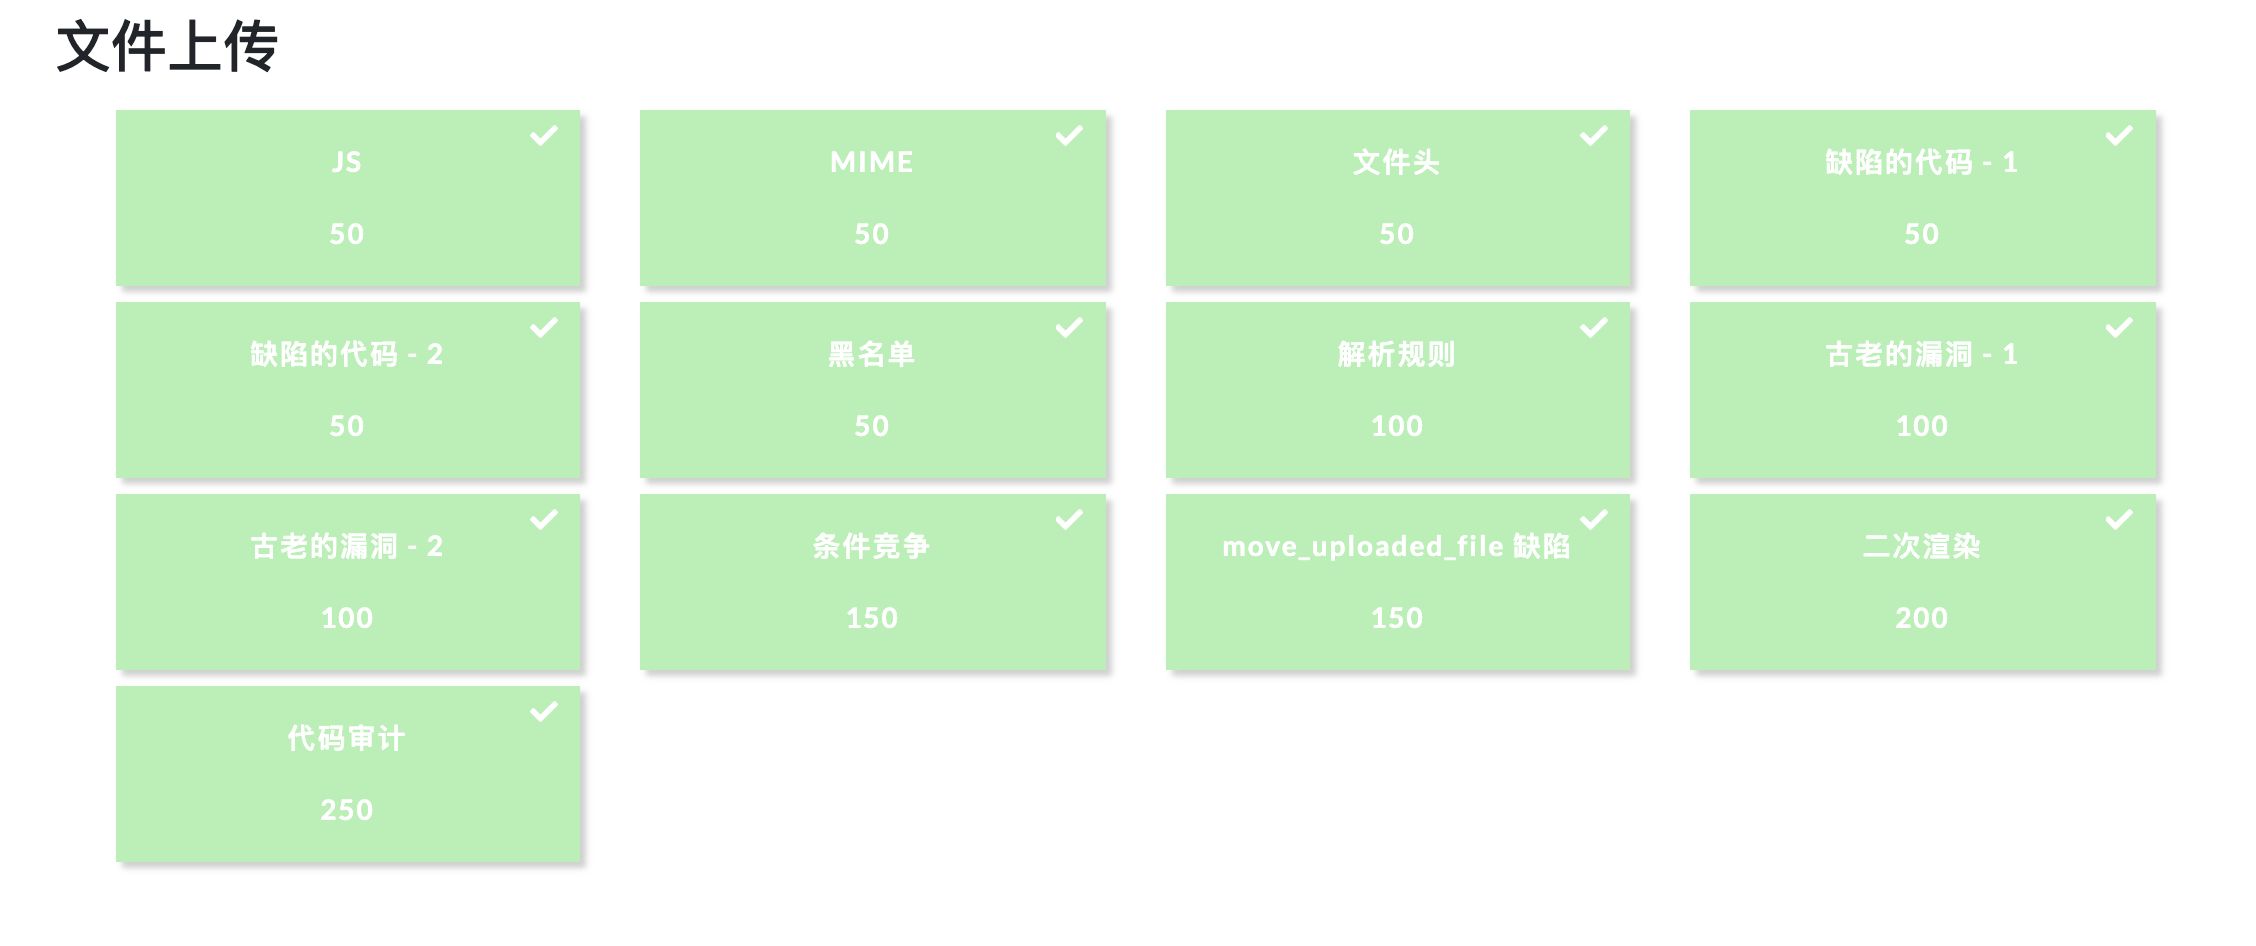 文件上传
JS
50
MIME
50
文件头
50
缺陷的代码 - 1
50
缺陷的代码 - 2
50
黑名单
50
解析规则
100
古老的漏洞 - 1
100
古老的漏洞 - 2
100
条件竞争
150
move_uploaded_file 缺陷
150
二次渲染
200
代码审计
250